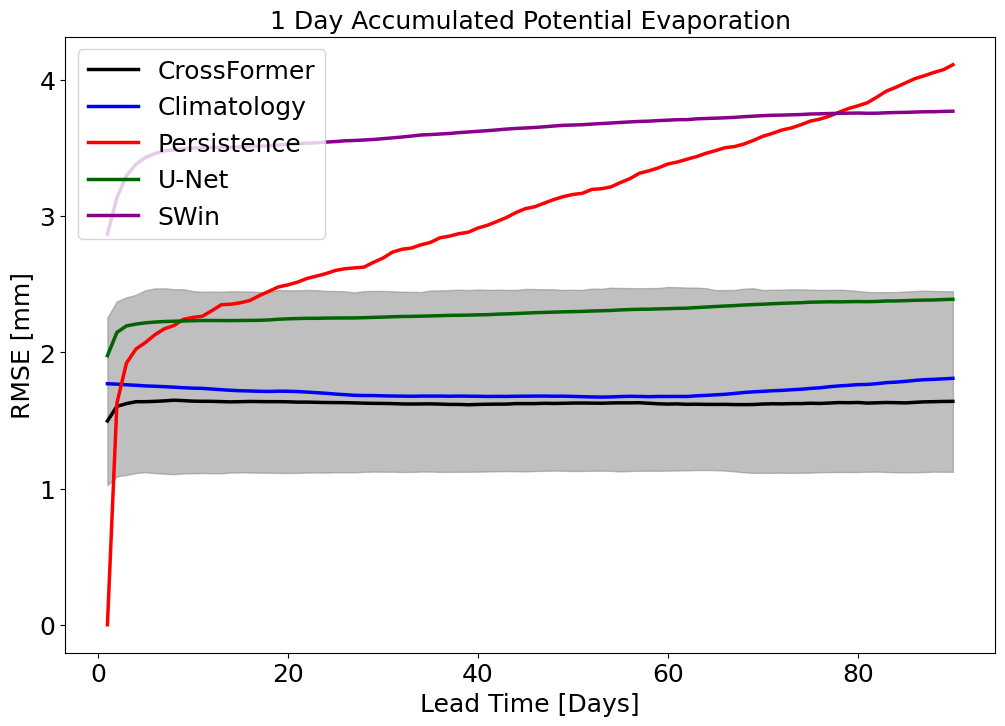 1 Day Accumulated Potential Evaporation
CrossFormer
Climatology
Persistence
U-Net
SWin
4
3
2
1
0
RMSE [mm]
0 20 40 60 80
Lead Time [Days]